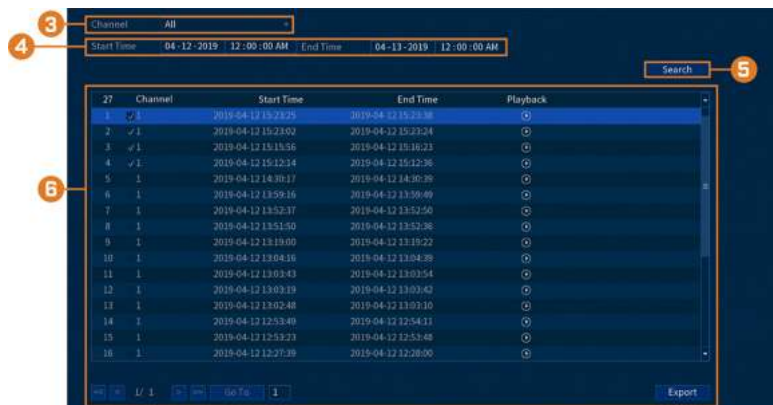 3 Channel All
4 Start Time 04-12-2019 12:00:00 AM End Time 04-13-2019 12:00:00 AM
Search 5
6
27 Channel Start Time End Time Playback
1 1 2019-04-12 15:23:25 2019-04-12 15:23:38
2 1 2019-04-12 15:23:02 2019-04-12 15:23:24
3 1 2019-04-12 15:15:56 2019-04-12 15:16:23
4 1 2019-04-12 15:12:14 2019-04-12 15:12:36
5 1 2019-04-12 14:30:17 2019-04-12 14:30:39
6 1 2019-04-12 13:59:16 2019-04-12 13:59:49
7 1 2019-04-12 13:52:37 2019-04-12 13:52:50
8 1 2019-04-12 13:51:50 2019-04-12 13:52:36
9 1 2019-04-12 13:19:00 2019-04-12 13:19:22
10 1 2019-04-12 13:04:16 2019-04-12 13:04:39
11 1 2019-04-12 13:03:43 2019-04-12 13:03:54
12 1 2019-04-12 13:03:19 2019-04-12 13:03:42
13 1 2019-04-12 13:02:48 2019-04-12 13:03:10
14 1 2019-04-12 12:53:49 2019-04-12 12:54:11
15 1 2019-04-12 12:53:23 2019-04-12 12:53:48
16 1 2019-04-12 12:27:39 2019-04-12 12:28:00
1/ 1 Go To 1 Export